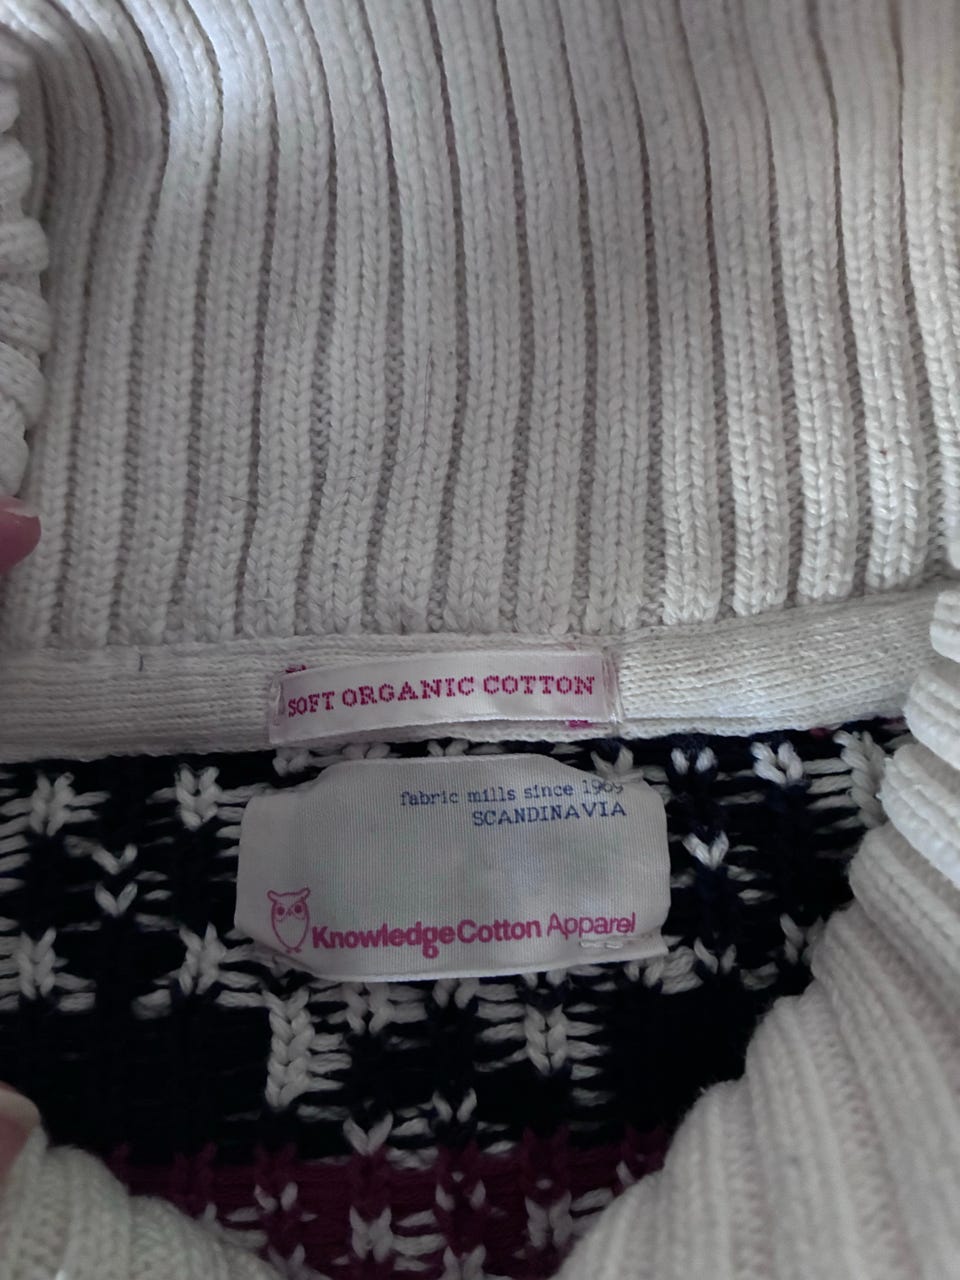 SOFT ORGANIC COTTON
fabric mills since 1969
SCANDINAVIA
KnowledgeCotton Apparel